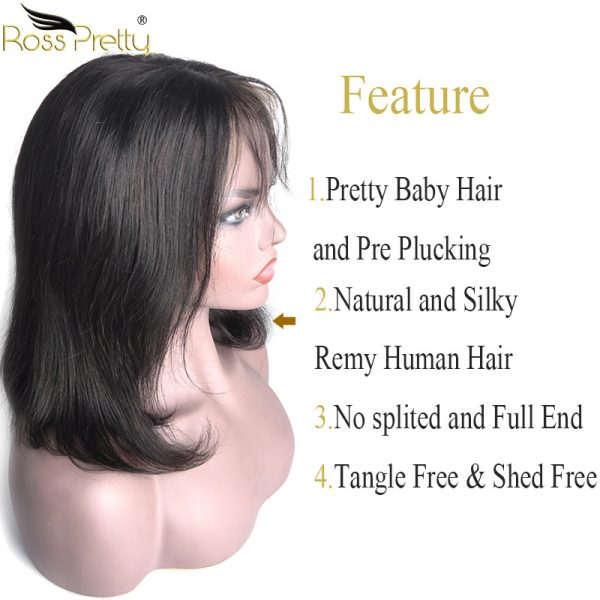 Ross Pretty®
Feature
1.Pretty Baby Hair
and Pre Plucking
2.Natural and Silky
Remy Human Hair
3.No splited and Full End
4.Tangle Free & Shed Free